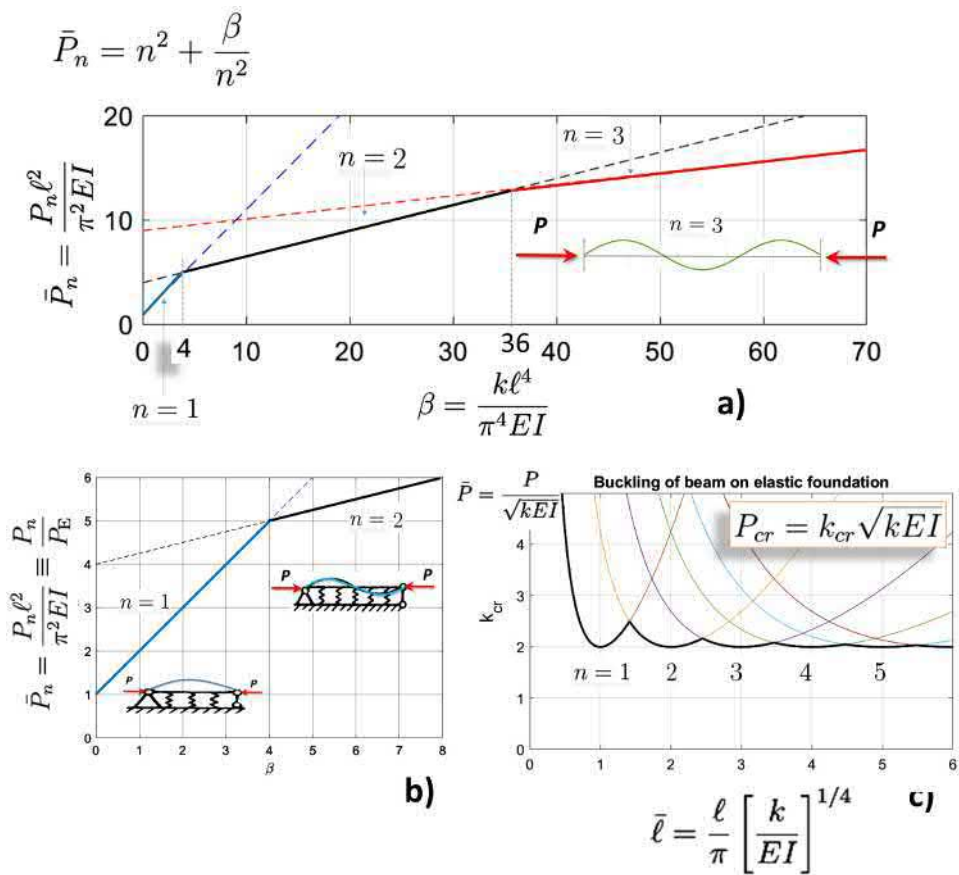 P̄ₙ = n² + β/n²
P̄ₙ = Pₙℓ²/π²EI
20
10
0
n = 2
n = 3
P
n = 3
P
0
4
10
20
30
36
40
50
60
70
n = 1
β = kℓ⁴/π⁴EI
a)
P̄ₙ = Pₙℓ²/π²EI ≡ Pₙ/P_E
6
5
4
3
2
1
0
n = 2
n = 1
P
P
P
P
0
1
2
3
4
5
6
7
8
β
b)
P̄ = P/√kEI
Buckling of beam on elastic foundation
P_cr = k_cr √kEI
k_cr
4
3
2
1
0
n = 1
2
3
4
5
0
1
2
3
4
5
6
c)
ℓ̄ = ℓ/π [k/EI]^1/4